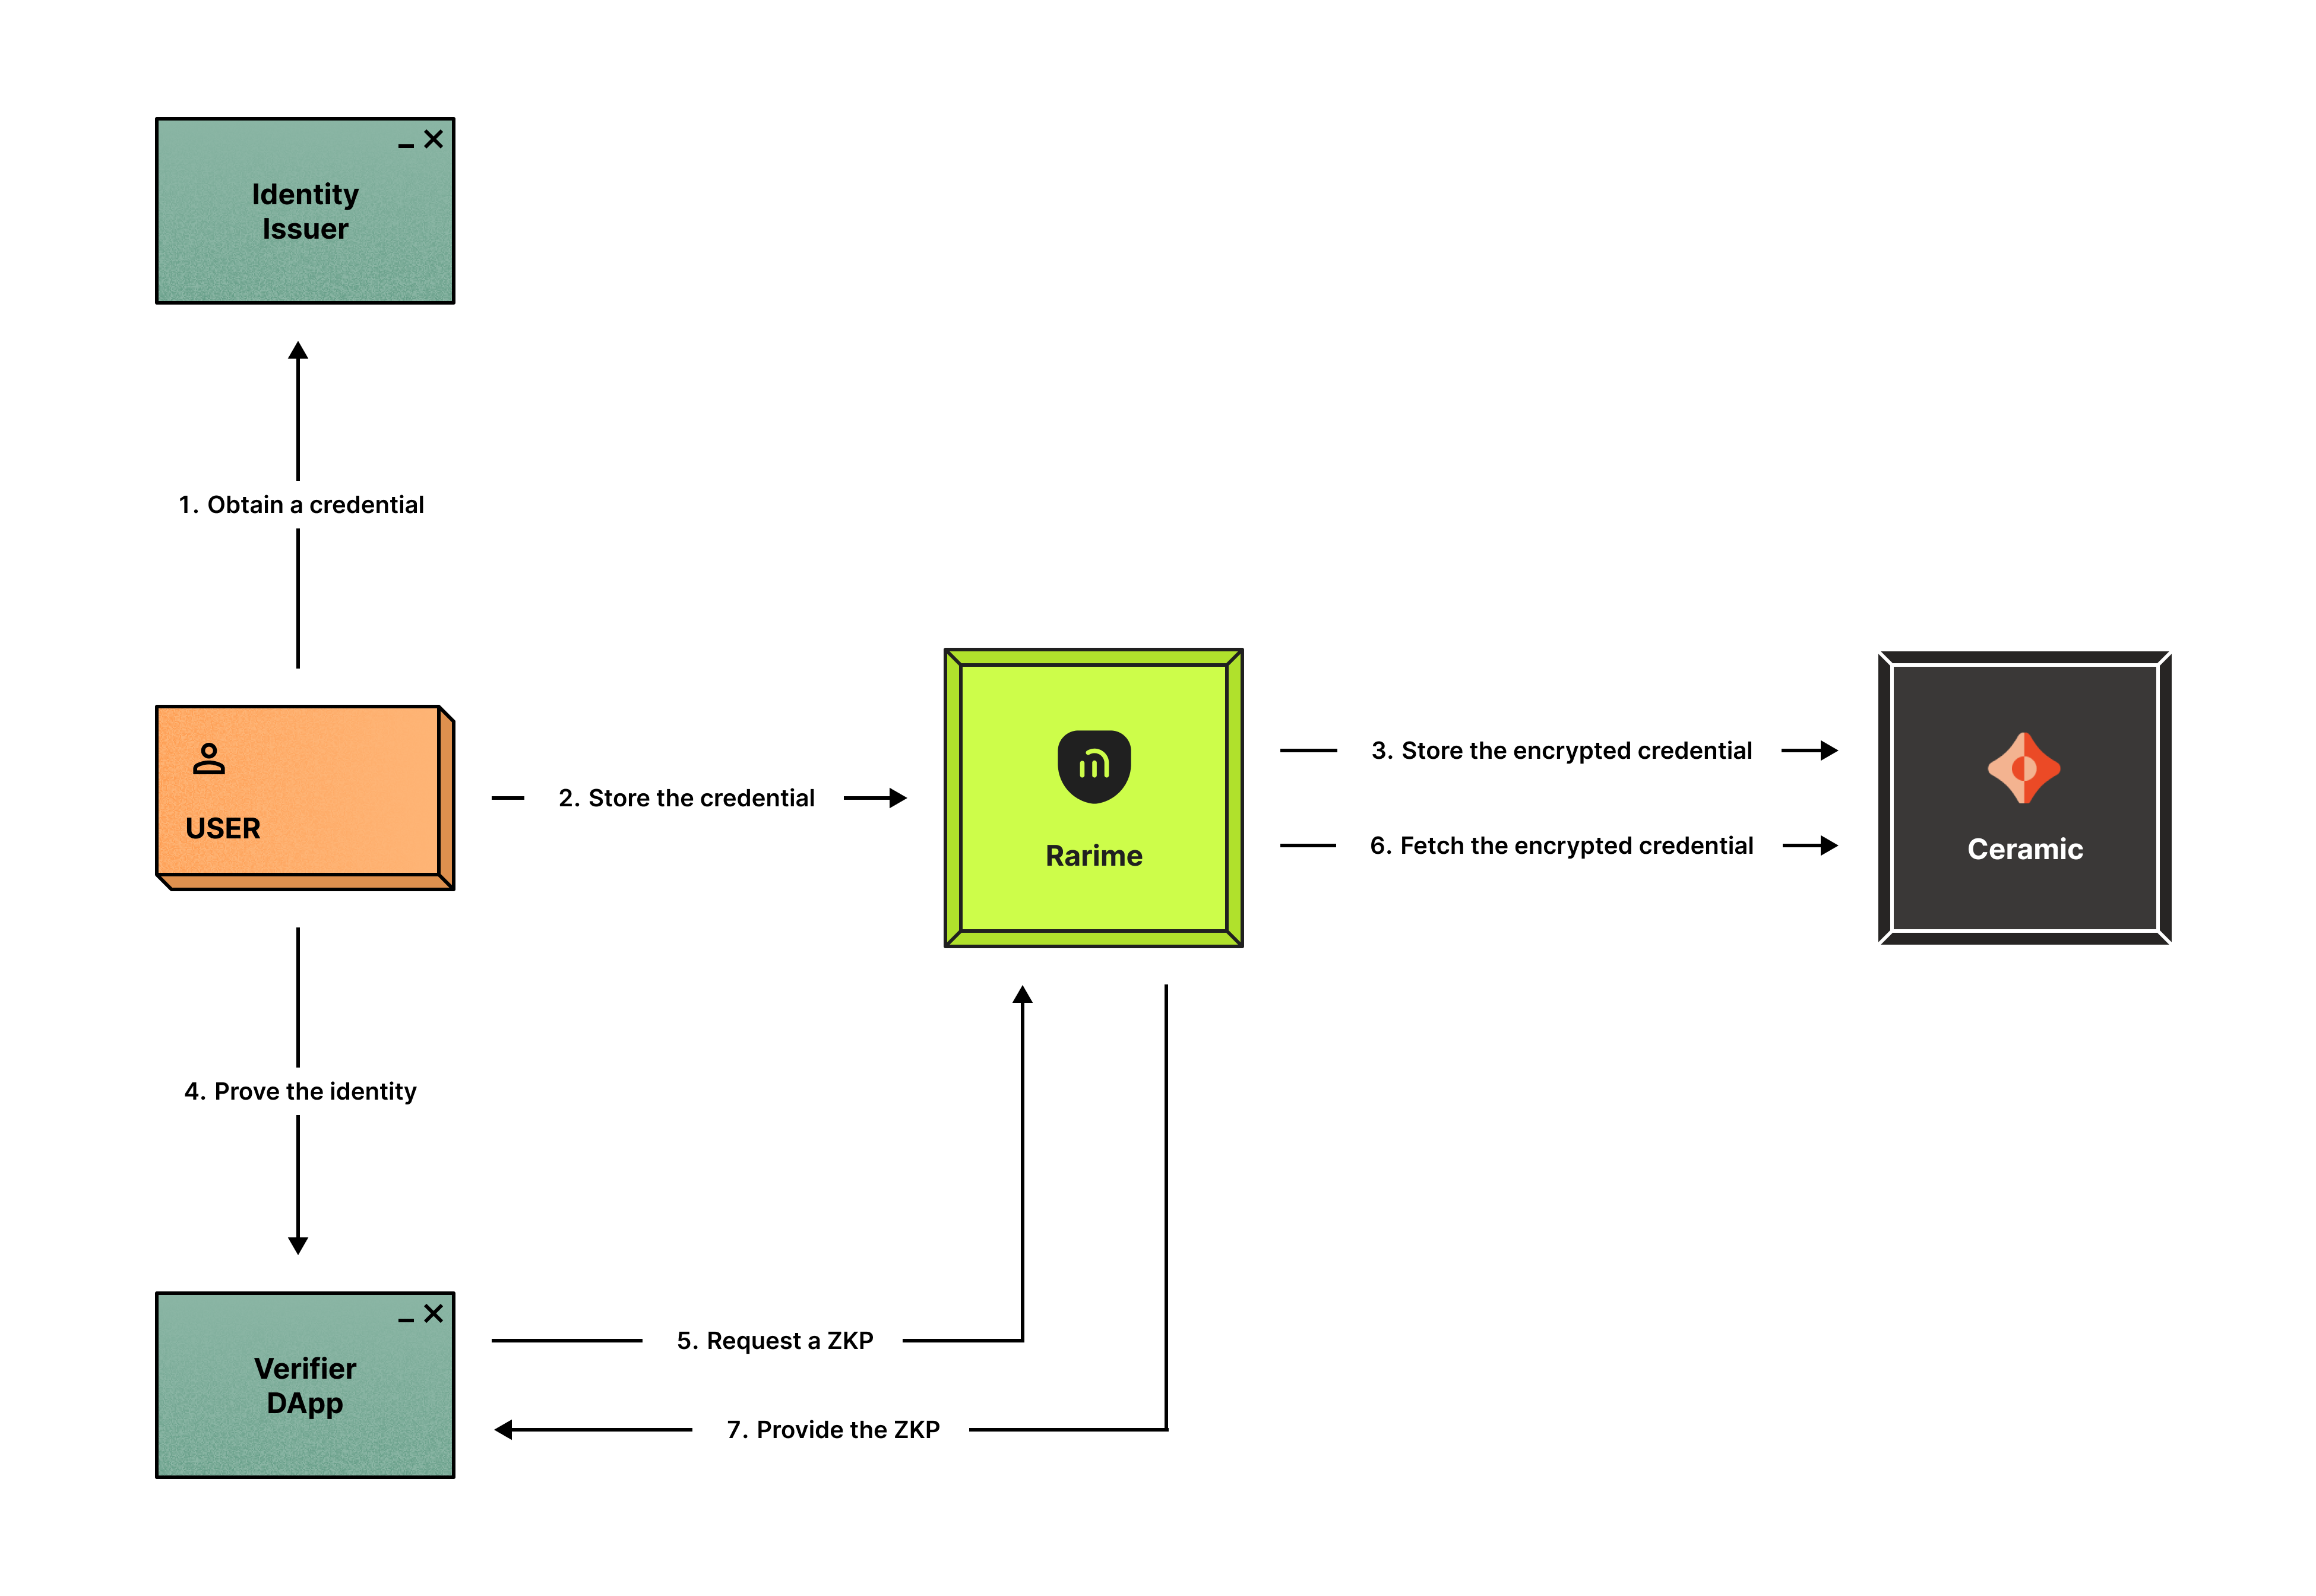 Identity
Issuer
1. Obtain a credential
USER
2. Store the credential
Rarime
3. Store the encrypted credential
6. Fetch the encrypted credential
Ceramic
4. Prove the identity
Verifier
DApp
5. Request a ZKP
7. Provide the ZKP